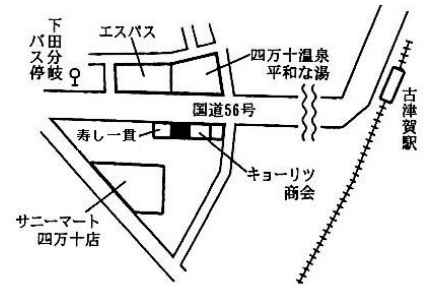 下田分岐
バス停
エスパス
四万十温泉
平和な湯
国道56号
古津賀駅
寿し一貫
キョーリツ
商会
サニーマート
四万十店